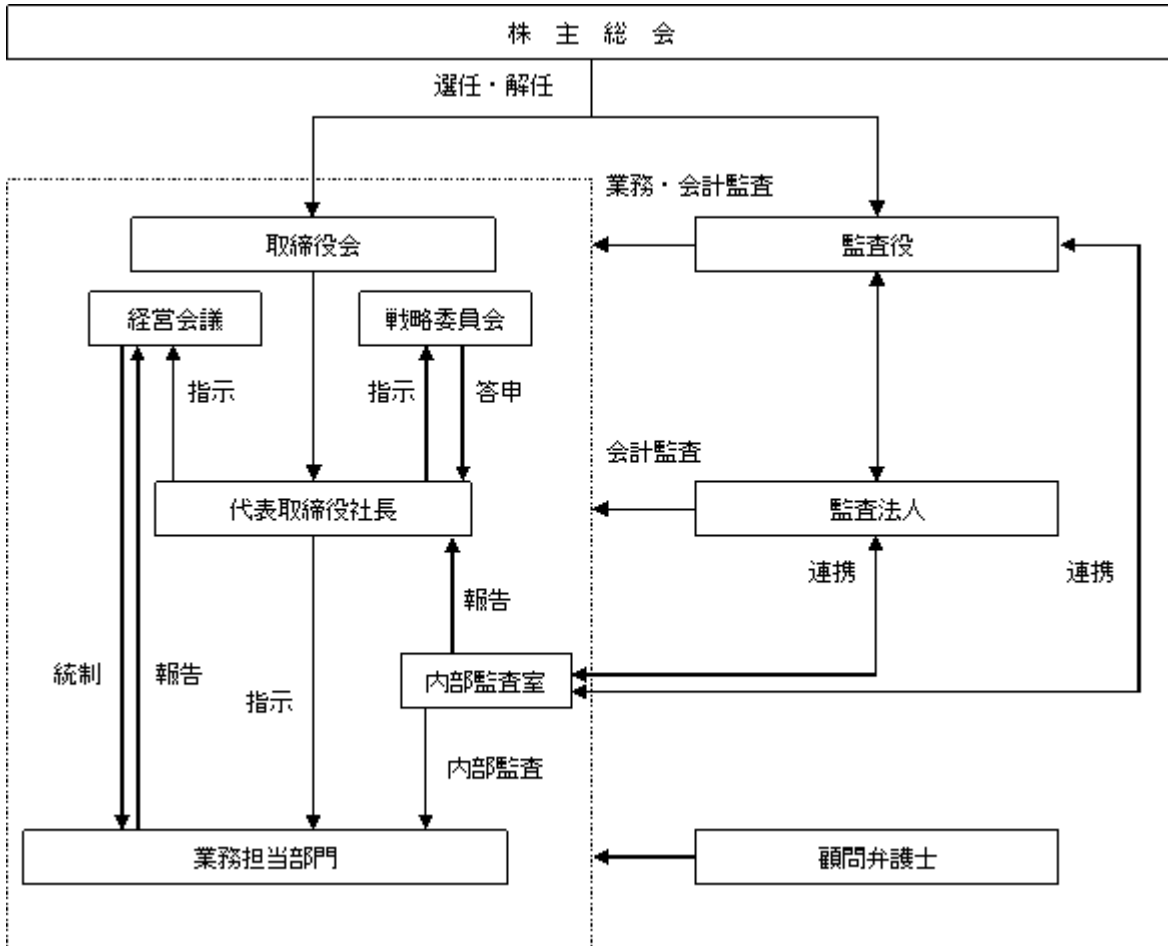 株 主 総 会
選任・解任
業務・会計監査
取締役会
監査役
経営会議
戦略委員会
指示
指示
答申
会計監査
代表取締役社長
監査法人
連携
連携
報告
統制
報告
内部監査室
指示
内部監査
業務担当部門
顧問弁護士